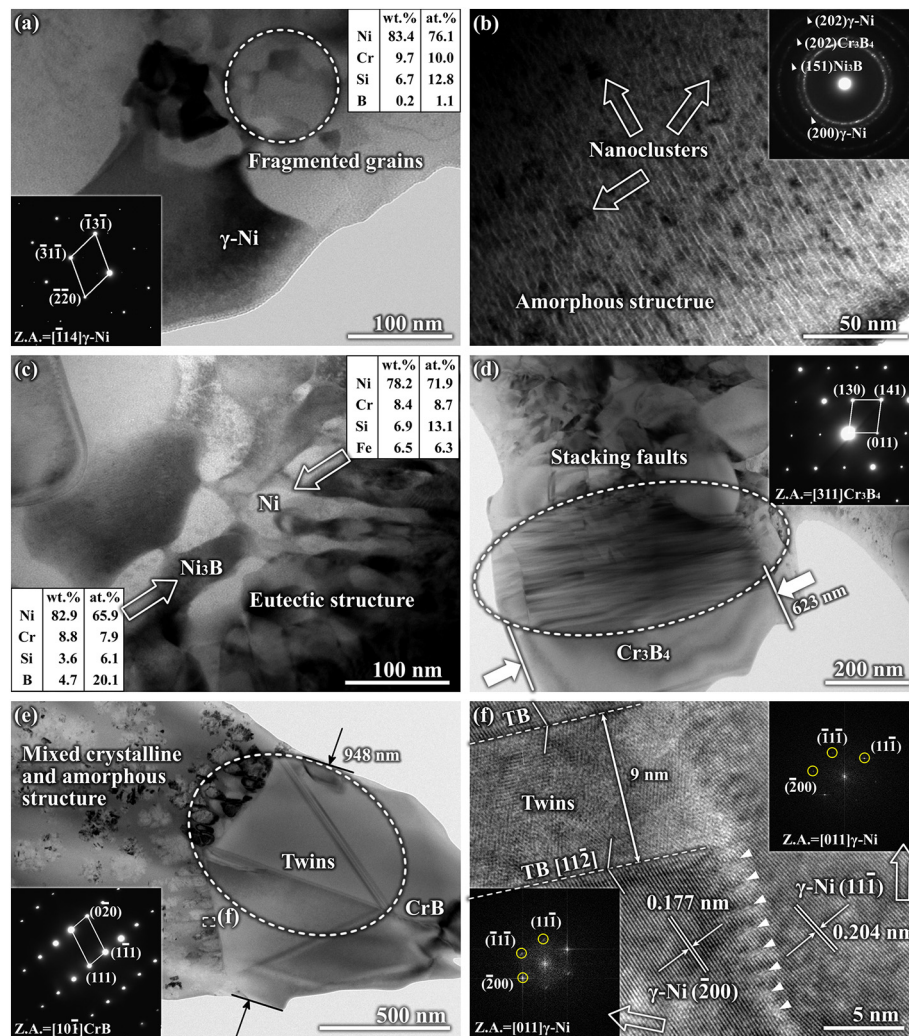 (a)
wt.% at.%
Ni 83.4 76.1
Cr 9.7 10.0
Si 6.7 12.8
B 0.2 1.1
Fragmented grains
γ-Ni
(1̄31̄)
(3̄11̄)
(2̄2̄0)
Z.A.=[1̄14]γ-Ni
100 nm
(b)
(202)γ-Ni
(202)Cr₃B₄
(151)Ni₃B
(200)γ-Ni
Nanoclusters
Amorphous structrue
50 nm
(c)
wt.% at.%
Ni 78.2 71.9
Cr 8.4 8.7
Si 6.9 13.1
Fe 6.5 6.3
Ni
Ni₃B
Eutectic structure
wt.% at.%
Ni 82.9 65.9
Cr 8.8 7.9
Si 3.6 6.1
B 4.7 20.1
100 nm
(d)
(130) (141)
(011)
Z.A.=[311]Cr₃B₄
Stacking faults
623 nm
Cr₃B₄
200 nm
(e)
Mixed crystalline
and amorphous
structure
948 nm
Twins
CrB
(f)
(02̄0)
(11̄1)
(111)
Z.A.=[101̄]CrB
500 nm
(f)
TB
9 nm
Twins
TB [112̄]
(1̄11̄)
(111̄)
(2̄00)
Z.A.=[011]γ-Ni
γ-Ni (111̄)
0.204 nm
0.177 nm
γ-Ni (2̄00)
(111̄)
(1̄11̄)
(2̄00)
Z.A.=[011]γ-Ni
5 nm